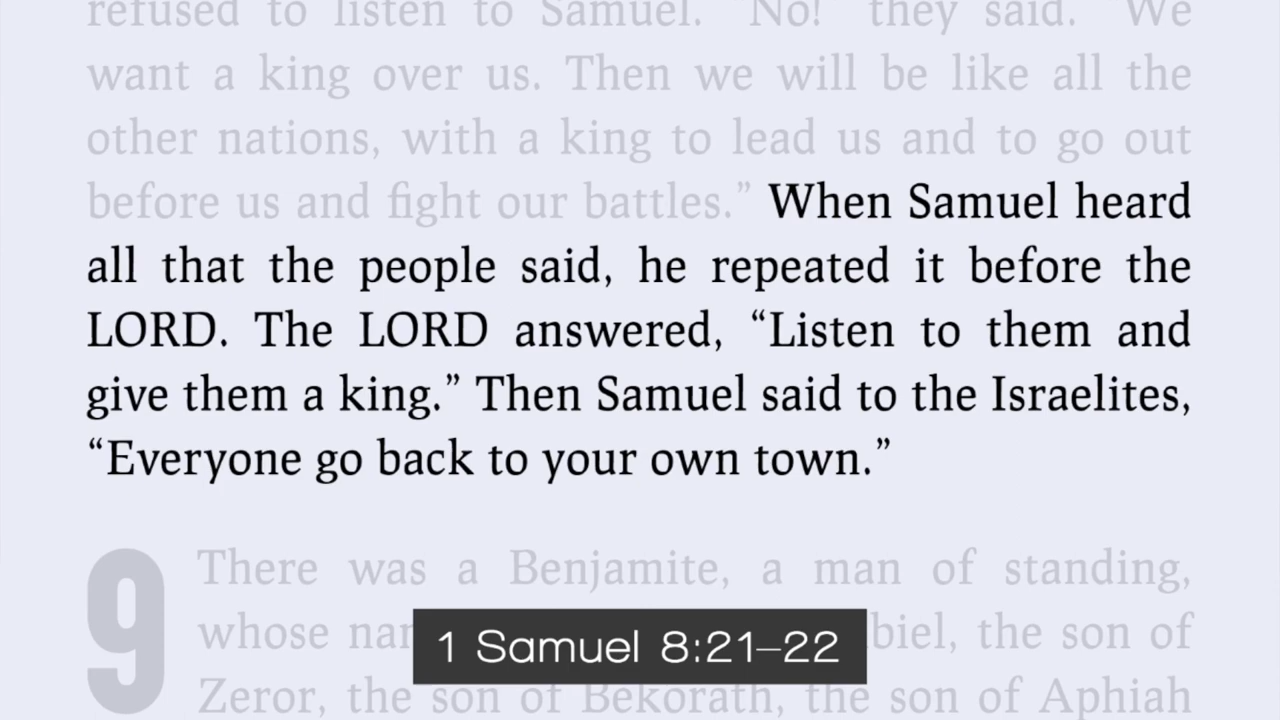 refused to listen to Samuel. "No!" they said. "We
want a king over us. Then we will be like all the
other nations, with a king to lead us and to go out
before us and fight our battles.” When Samuel heard
all that the people said, he repeated it before the
LORD. The LORD answered, “Listen to them and
give them a king.” Then Samuel said to the Israelites,
“Everyone go back to your own town.”
9 There was a Benjamite, a man of standing,
whose biel, the son of
Zeror, the son of Bekorath, the son of Aphiah
1 Samuel 8:21–22